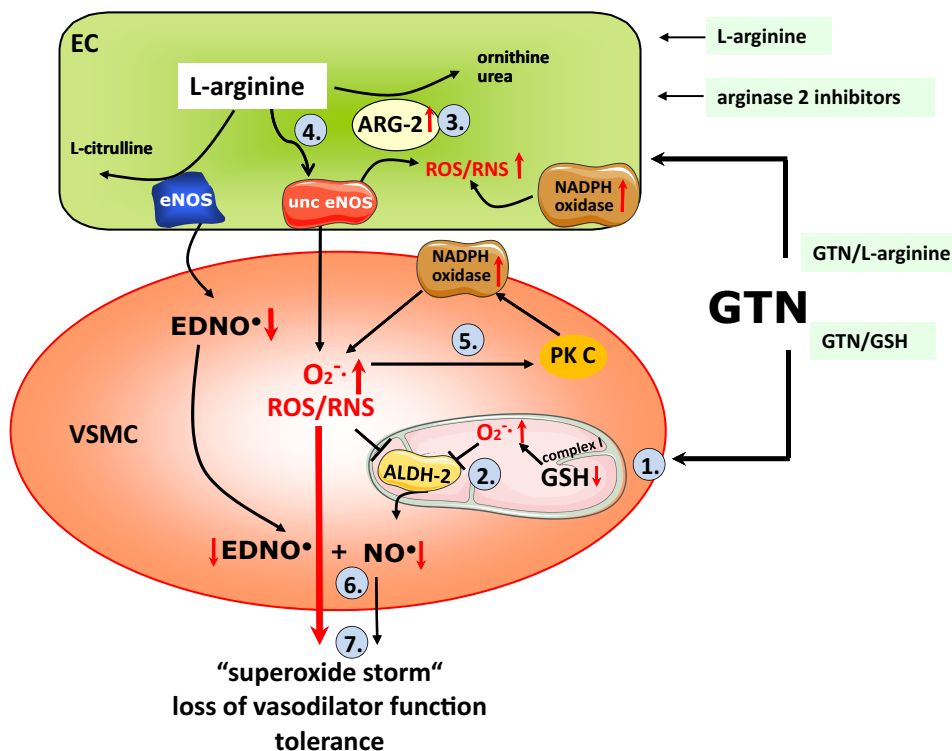 EC
L-arginine
ornithine
urea
L-arginine
arginase 2 inhibitors
4.
ARG-2
3.
L-citrulline
ROS/RNS
eNOS
unc eNOS
NADPH
oxidase
GTN/L-arginine
NADPH
oxidase
GTN
EDNO•
5.
PK C
GTN/GSH
O₂⁻·
ROS/RNS
VSMC
O₂⁻·
complex I
ALDH-2
2.
GSH
1.
EDNO• + NO•
6.
7.
“superoxide storm“
loss of vasodilator function
tolerance